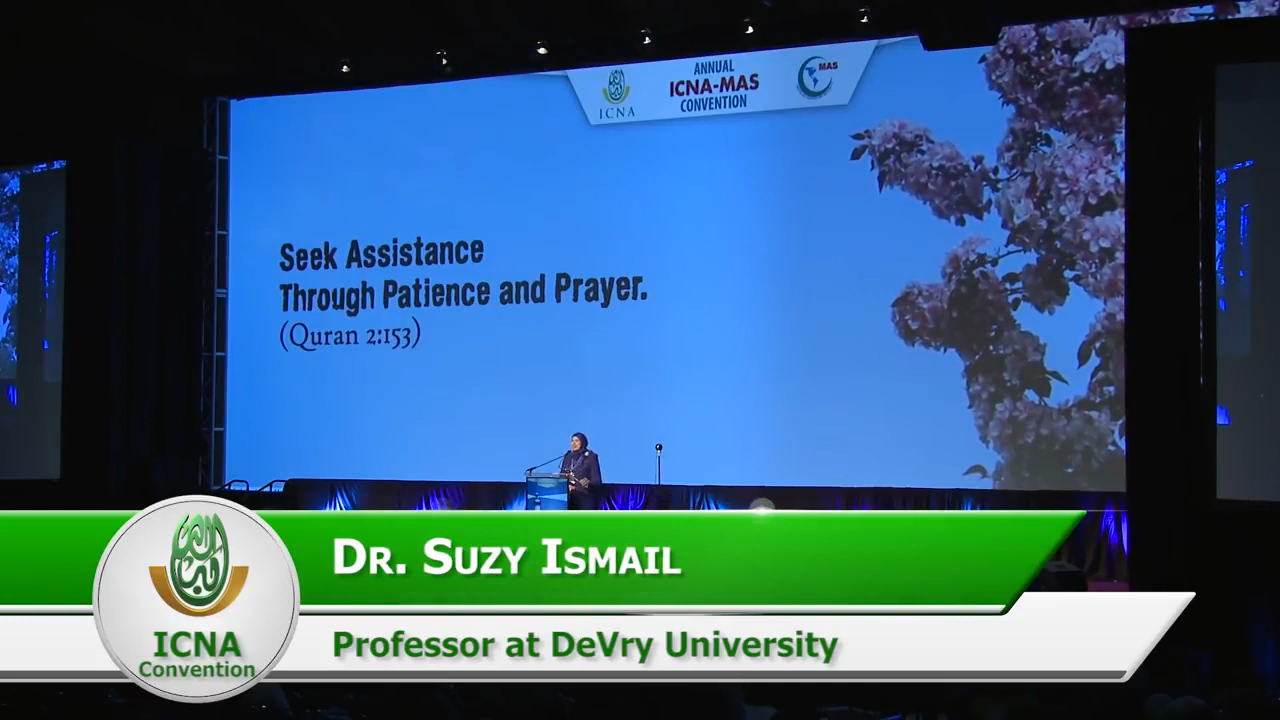 ICNA
ANNUAL
ICNA-MAS
CONVENTION
MAS
Seek Assistance
Through Patience and Prayer.
(Quran 2:153)
DR. SUZY ISMAIL
Professor at DeVry University
ICNA
Convention